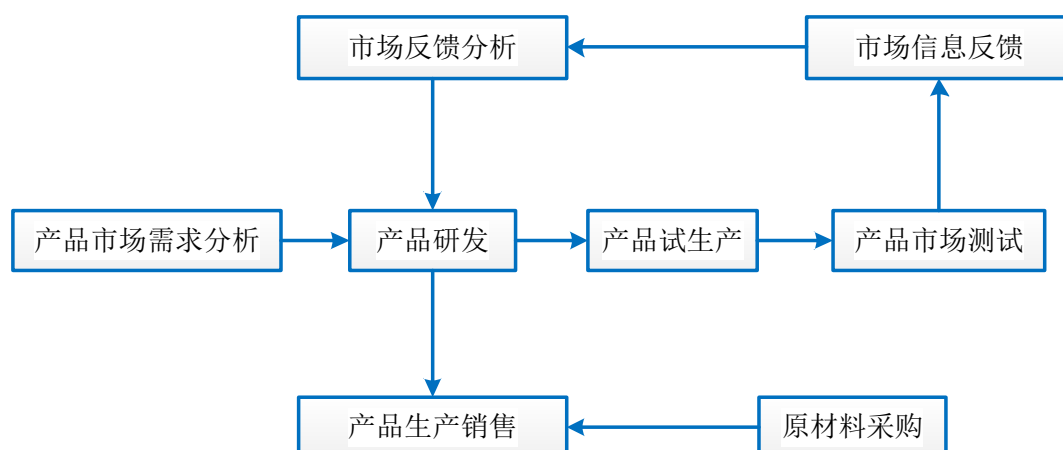 市场反馈分析
市场信息反馈
产品市场需求分析
产品研发
产品试生产
产品市场测试
产品生产销售
原材料采购